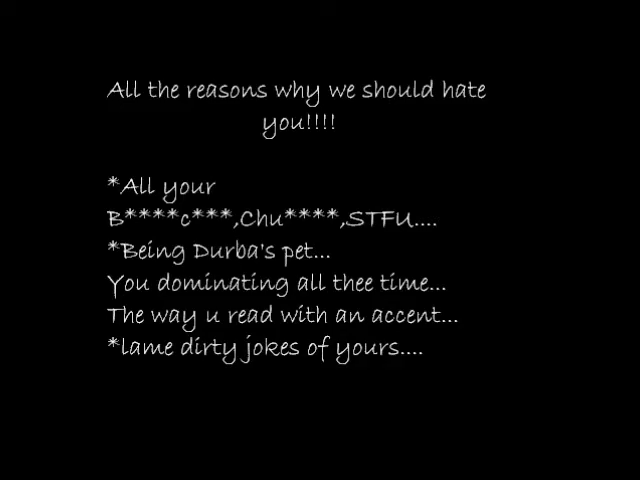 All the reasons why we should hate
you!!!!
*All your
B****c***,Chu****,STFU....
*Being Durba's pet...
You dominating all thee time...
The way u read with an accent...
*lame dirty jokes of yours....